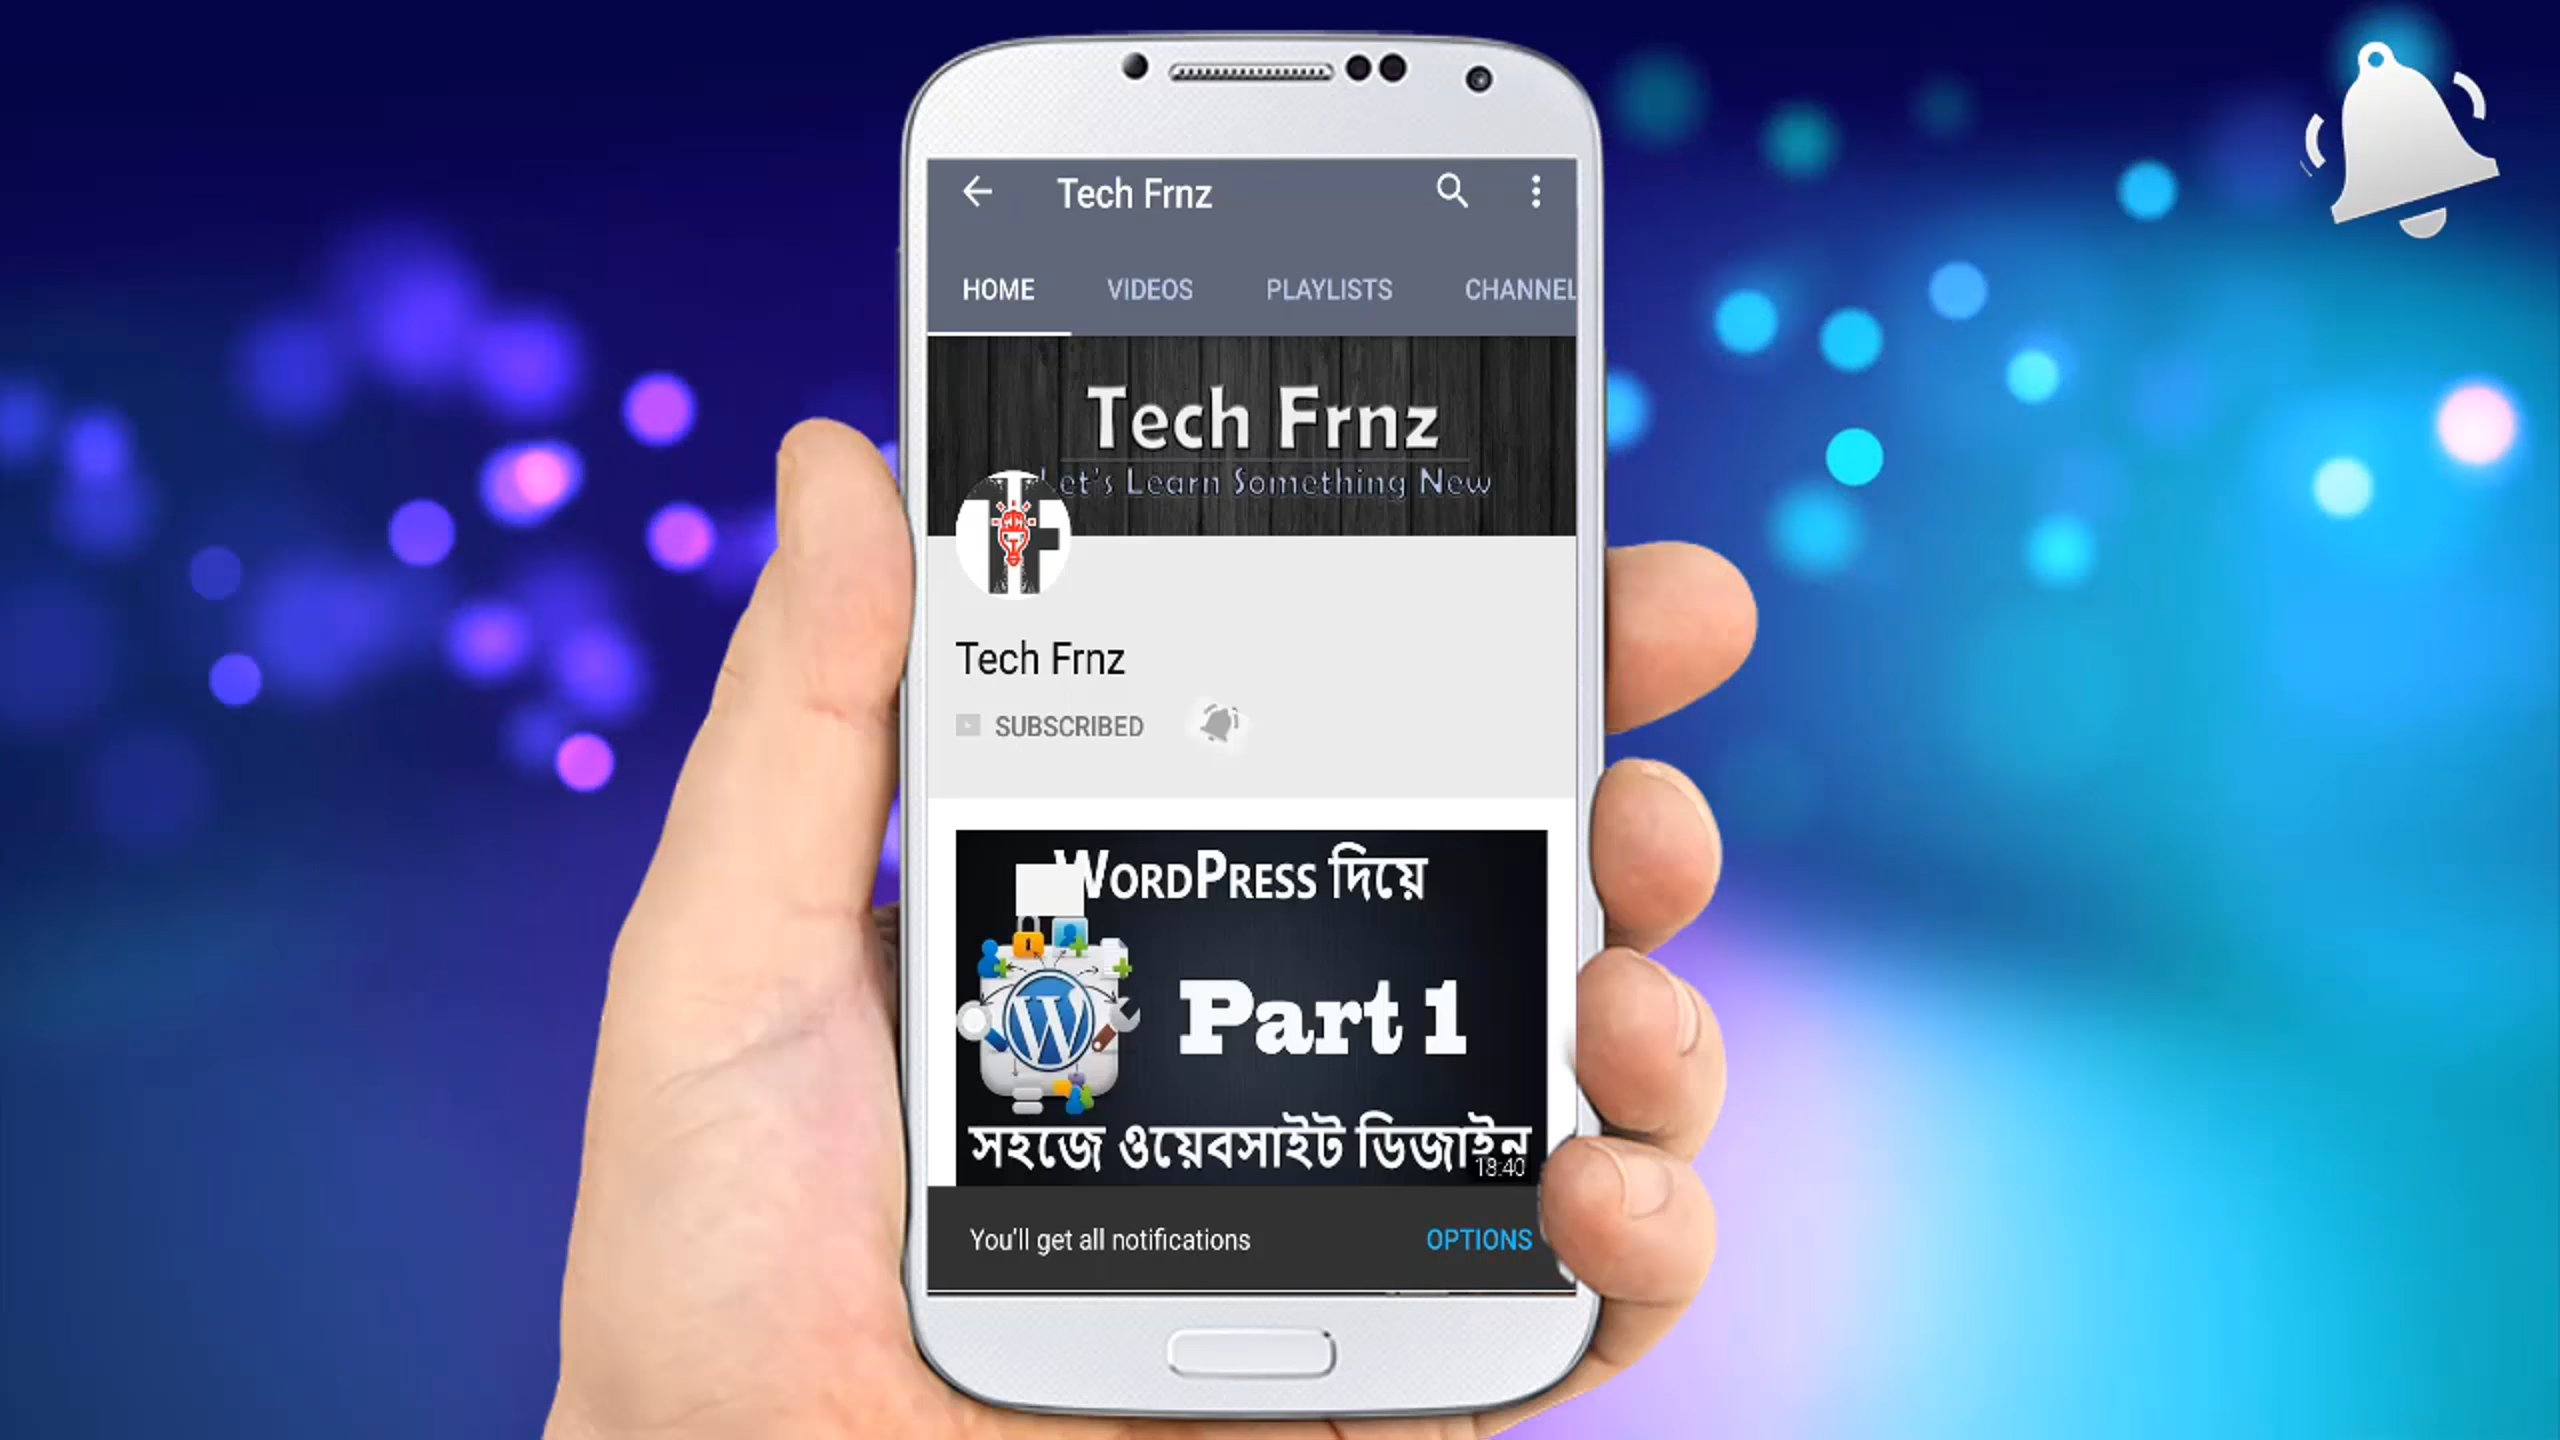 Tech Frnz
HOME VIDEOS PLAYLISTS CHANNEL
Tech Frnz
Let's Learn Something New
Tech Frnz
SUBSCRIBED
WORDPRESS দিয়ে
Part 1
সহজে ওয়েবসাইট ডিজাইন
18:40
You'll get all notifications OPTIONS